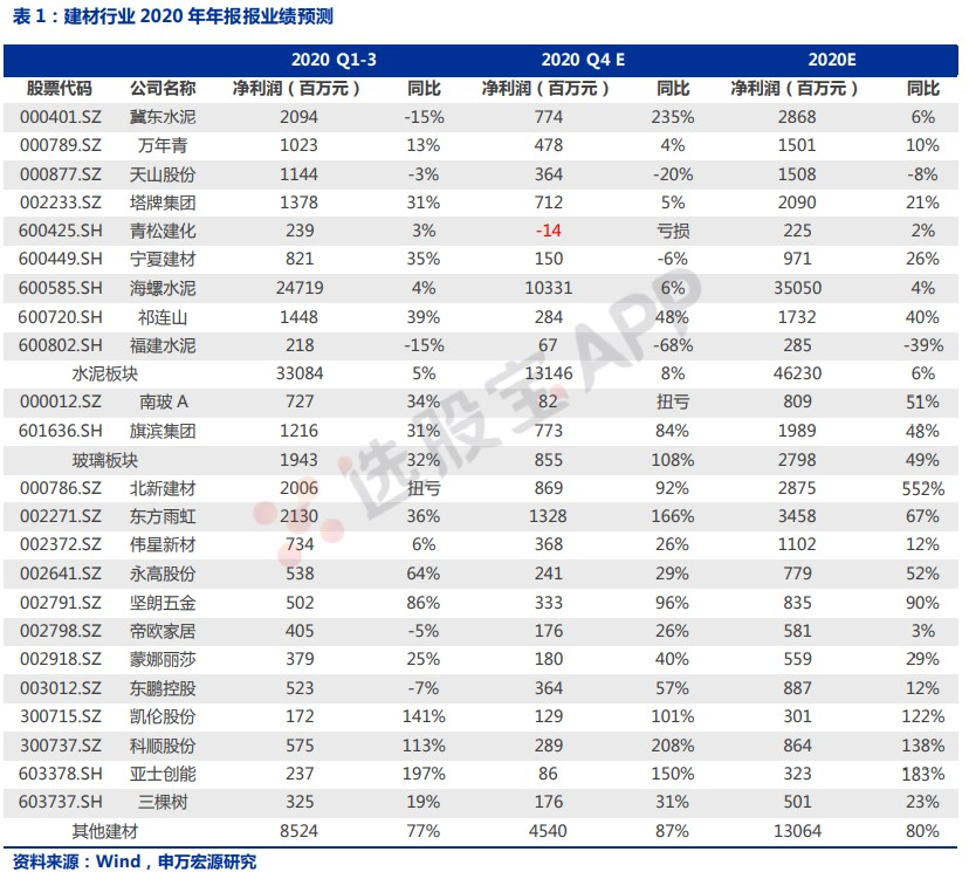 表 1：建材行业 2020 年年报报业绩预测
2020 Q1-3 2020 Q4 E 2020E
股票代码 公司名称 净利润（百万元） 同比 净利润（百万元） 同比 净利润（百万元） 同比
000401.SZ 冀东水泥 2094 -15% 774 235% 2868 6%
000789.SZ 万年青 1023 13% 478 4% 1501 10%
000877.SZ 天山股份 1144 -3% 364 -20% 1508 -8%
002233.SZ 塔牌集团 1378 31% 712 5% 2090 21%
600425.SH 青松建化 239 3% -14 亏损 225 2%
600449.SH 宁夏建材 821 35% 150 -6% 971 26%
600585.SH 海螺水泥 24719 4% 10331 6% 35050 4%
600720.SH 祁连山 1448 39% 284 48% 1732 40%
600802.SH 福建水泥 218 -15% 67 -68% 285 -39%
水泥板块 33084 5% 13146 8% 46230 6%
000012.SZ 南玻 A 727 34% 82 扭亏 809 51%
601636.SH 旗滨集团 1216 31% 773 84% 1989 48%
玻璃板块 1943 32% 855 108% 2798 49%
000786.SZ 北新建材 2006 扭亏 869 92% 2875 552%
002271.SZ 东方雨虹 2130 36% 1328 166% 3458 67%
002372.SZ 伟星新材 734 6% 368 26% 1102 12%
002641.SZ 永高股份 538 64% 241 29% 779 52%
002791.SZ 坚朗五金 502 86% 333 96% 835 90%
002798.SZ 帝欧家居 405 -5% 176 26% 581 3%
002918.SZ 蒙娜丽莎 379 25% 180 40% 559 29%
003012.SZ 东鹏控股 523 -7% 364 57% 887 12%
300715.SZ 凯伦股份 172 141% 129 101% 301 122%
300737.SZ 科顺股份 575 113% 289 208% 864 138%
603378.SH 亚士创能 237 197% 86 150% 323 183%
603737.SH 三棵树 325 19% 176 31% 501 23%
其他建材 8524 77% 4540 87% 13064 80%
资料来源：Wind，申万宏源研究
选股宝APP